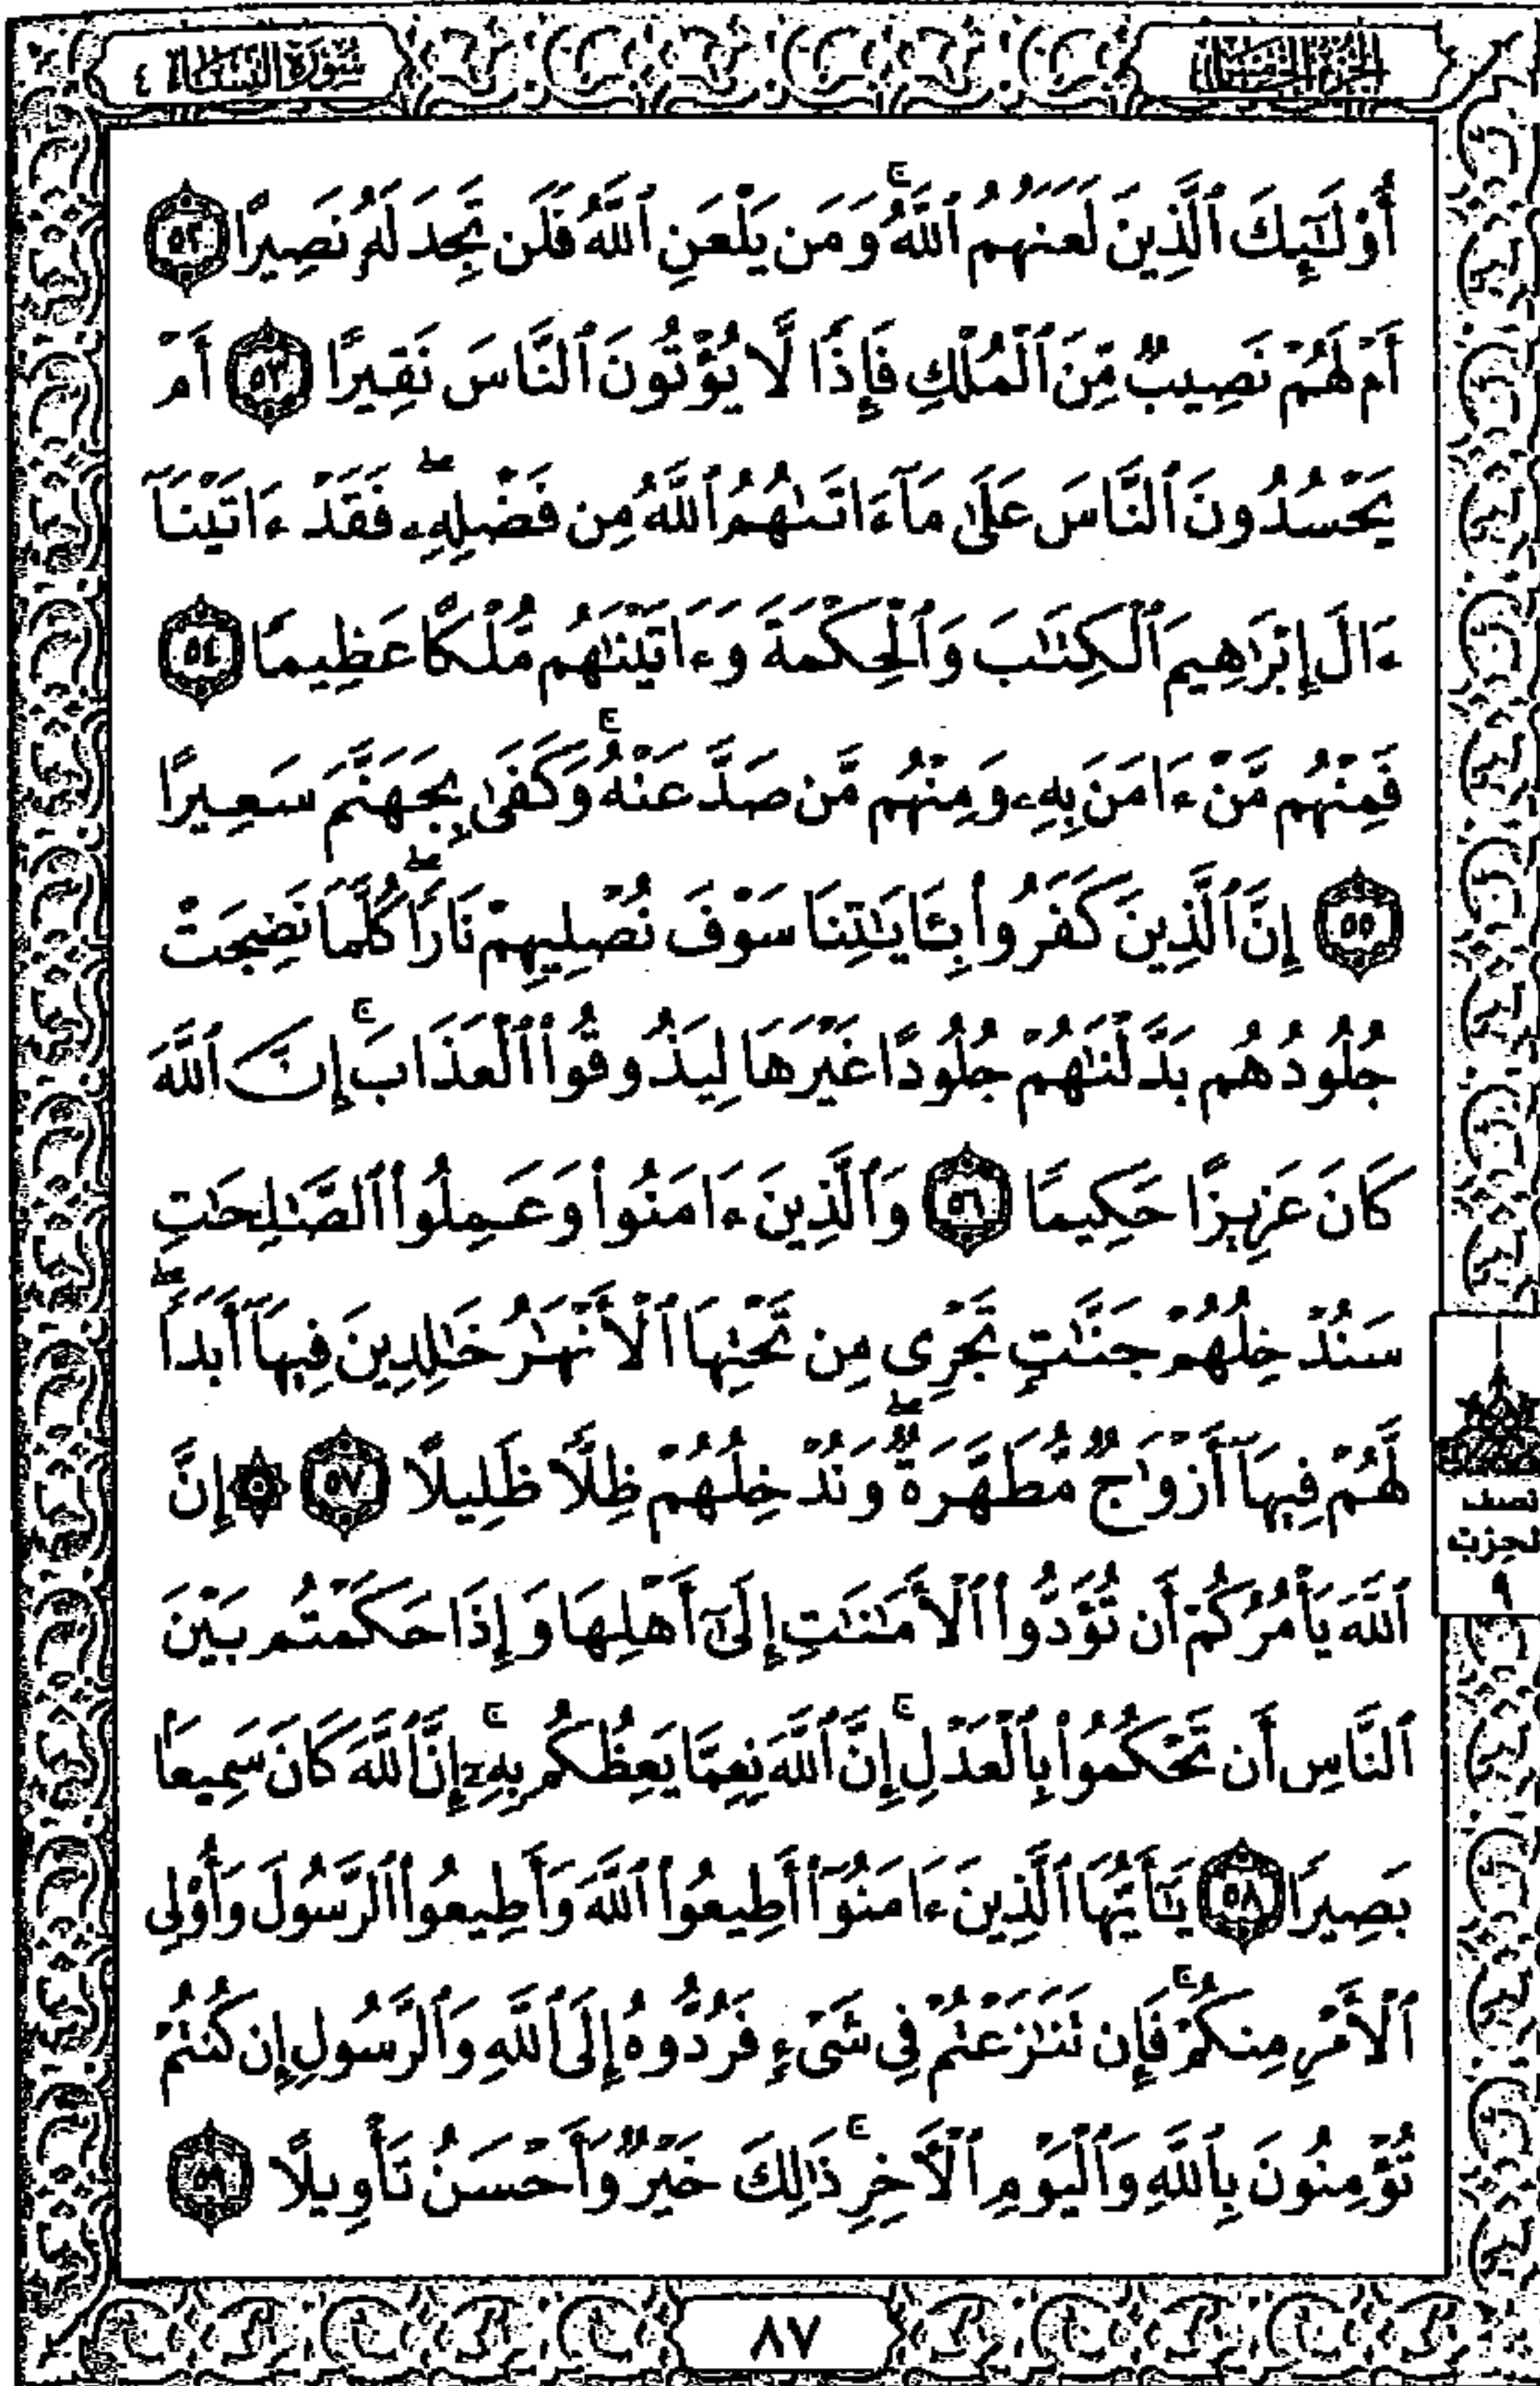 سُورَةُ النِّسَاءِ ٤
الجزء الخامس
أُوْلَٰٓئِكَ ٱلَّذِينَ لَعَنَهُمُ ٱللَّهُۖ وَمَن يَلْعَنِ ٱللَّهُ فَلَن تَجِدَ لَهُۥ نَصِيرًا ٥٢
أَمْ لَهُمْ نَصِيبٌ مِّنَ ٱلْمُلْكِ فَإِذًا لَّا يُؤْتُونَ ٱلنَّاسَ نَقِيرًا ٥٣ أَمْ
يَحْسُدُونَ ٱلنَّاسَ عَلَىٰ مَآ ءَاتَىٰهُمُ ٱللَّهُ مِن فَضْلِهِۦۖ فَقَدْ ءَاتَيْنَآ
ءَالَ إِبْرَٰهِيمَ ٱلْكِتَٰبَ وَٱلْحِكْمَةَ وَءَاتَيْنَٰهُم مُّلْكًا عَظِيمًا ٥٤
فَمِنْهُم مَّنْ ءَامَنَ بِهِۦ وَمِنْهُم مَّن صَدَّ عَنْهُۚ وَكَفَىٰ بِجَهَنَّمَ سَعِيرًا
٥٥ إِنَّ ٱلَّذِينَ كَفَرُوا۟ بِـَٔايَٰتِنَا سَوْفَ نُصْلِيهِمْ نَارًاۖ كُلَّمَا نَضِجَتْ
جُلُودُهُم بَدَّلْنَٰهُمْ جُلُودًا غَيْرَهَا لِيَذُوقُوا۟ ٱلْعَذَابَۚ إِنَّ ٱللَّهَ
كَانَ عَزِيزًا حَكِيمًا ٥٦ وَٱلَّذِينَ ءَامَنُوا۟ وَعَمِلُوا۟ ٱلصَّٰلِحَٰتِ
سَنُدْخِلُهُمْ جَنَّٰتٍ تَجْرِى مِن تَحْتِهَا ٱلْأَنْهَٰرُ خَٰلِدِينَ فِيهَآ أَبَدًاۖ
لَّهُمْ فِيهَآ أَزْوَٰجٌ مُّطَهَّرَةٌۖ وَنُدْخِلُهُمْ ظِلًّا ظَلِيلًا ٥٧ ۞ إِنَّ
ٱللَّهَ يَأْمُرُكُمْ أَن تُؤَدُّوا۟ ٱلْأَمَٰنَٰتِ إِلَىٰٓ أَهْلِهَا وَإِذَا حَكَمْتُم بَيْنَ
ٱلنَّاسِ أَن تَحْكُمُوا۟ بِٱلْعَدْلِۚ إِنَّ ٱللَّهَ نِعِمَّا يَعِظُكُم بِهِۦٓۚ إِنَّ ٱللَّهَ كَانَ سَمِيعًۢا
بَصِيرًا ٥٨ يَٰٓأَيُّهَا ٱلَّذِينَ ءَامَنُوٓا۟ أَطِيعُوا۟ ٱللَّهَ وَأَطِيعُوا۟ ٱلرَّسُولَ وَأُو۟لِى
ٱلْأَمْرِ مِنكُمْۚ فَإِن تَنَٰزَعْتُمْ فِى شَىْءٍ فَرُدُّوهُ إِلَى ٱللَّهِ وَٱلرَّسُولِ إِن كُنتُمْ
تُؤْمِنُونَ بِٱللَّهِ وَٱلْيَوْمِ ٱلْـَٔاخِرِۚ ذَٰلِكَ خَيْرٌ وَأَحْسَنُ تَأْوِيلًا ٥٩
نصف
الحزب
٩
٨٧